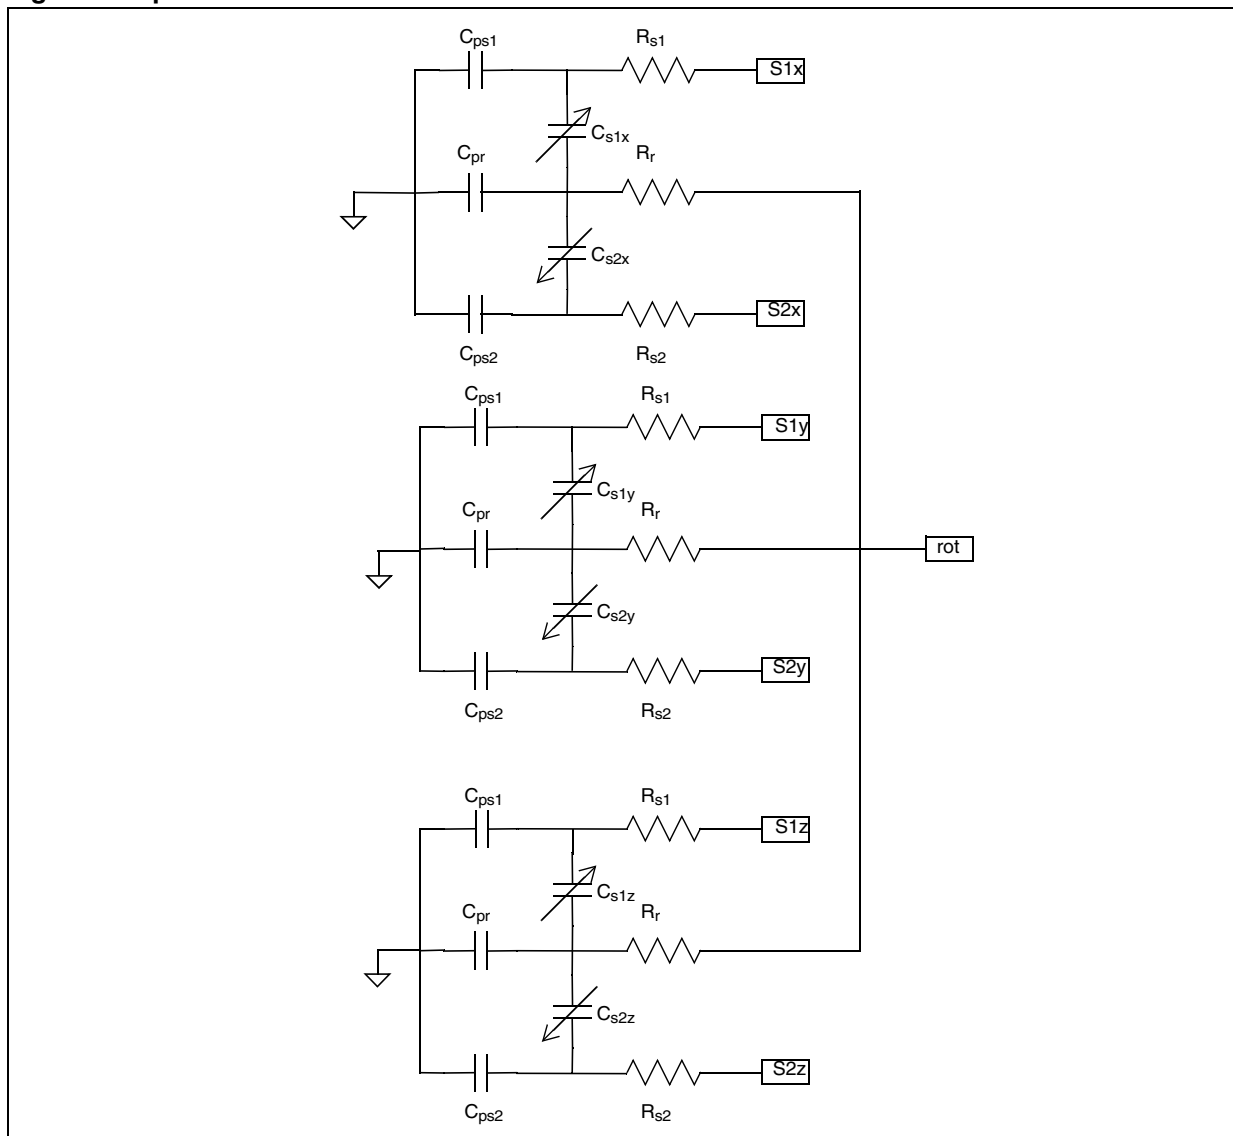 Cps1 Rs1 S1x
Cs1x
Cpr Rr
Cs2x
S2x
Cps2 Rs2
Cps1 Rs1 S1y
Cs1y
Cpr Rr
rot
Cs2y
S2y
Cps2 Rs2
Cps1 Rs1 S1z
Cs1z
Cpr Rr
Cs2z
S2z
Cps2 Rs2